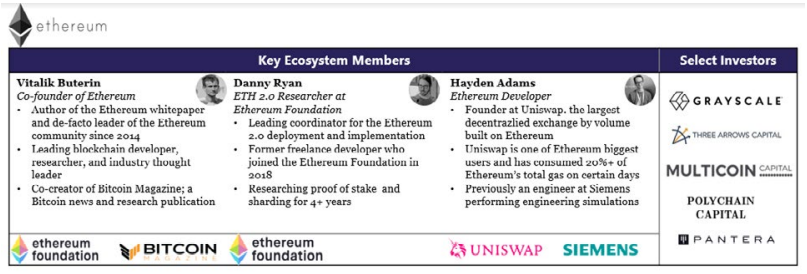 ethereum
Key Ecosystem Members
Select Investors
Vitalik Buterin
Co-founder of Ethereum
• Author of the Ethereum whitepaper
and de-facto leader of the Ethereum
community since 2014
• Leading blockchain developer,
researcher, and industry thought
leader
• Co-creator of Bitcoin Magazine; a
Bitcoin news and research publication
Danny Ryan
ETH 2.0 Researcher at
Ethereum Foundation
• Leading coordinator for the Ethereum
2.0 deployment and implementation
• Former freelance developer who
joined the Ethereum Foundation in
2018
• Researching proof of stake and
sharding for 4+ years
Hayden Adams
Ethereum Developer
• Founder at Uniswap. the largest
decentrazlied exchange by volume
built on Ethereum
• Uniswap is one of Ethereum biggest
users and has consumed 20%+ of
Ethereum's total gas on certain days
• Previously an engineer at Siemens
performing engineering simulations
GRAYSCALE
THREE ARROWS CAPITAL
MULTICOIN CAPITAL
POLYCHAIN
CAPITAL
PANTERA
ethereum
foundation
BITCOIN
MAGAZINE
ethereum
foundation
UNISWAP
SIEMENS